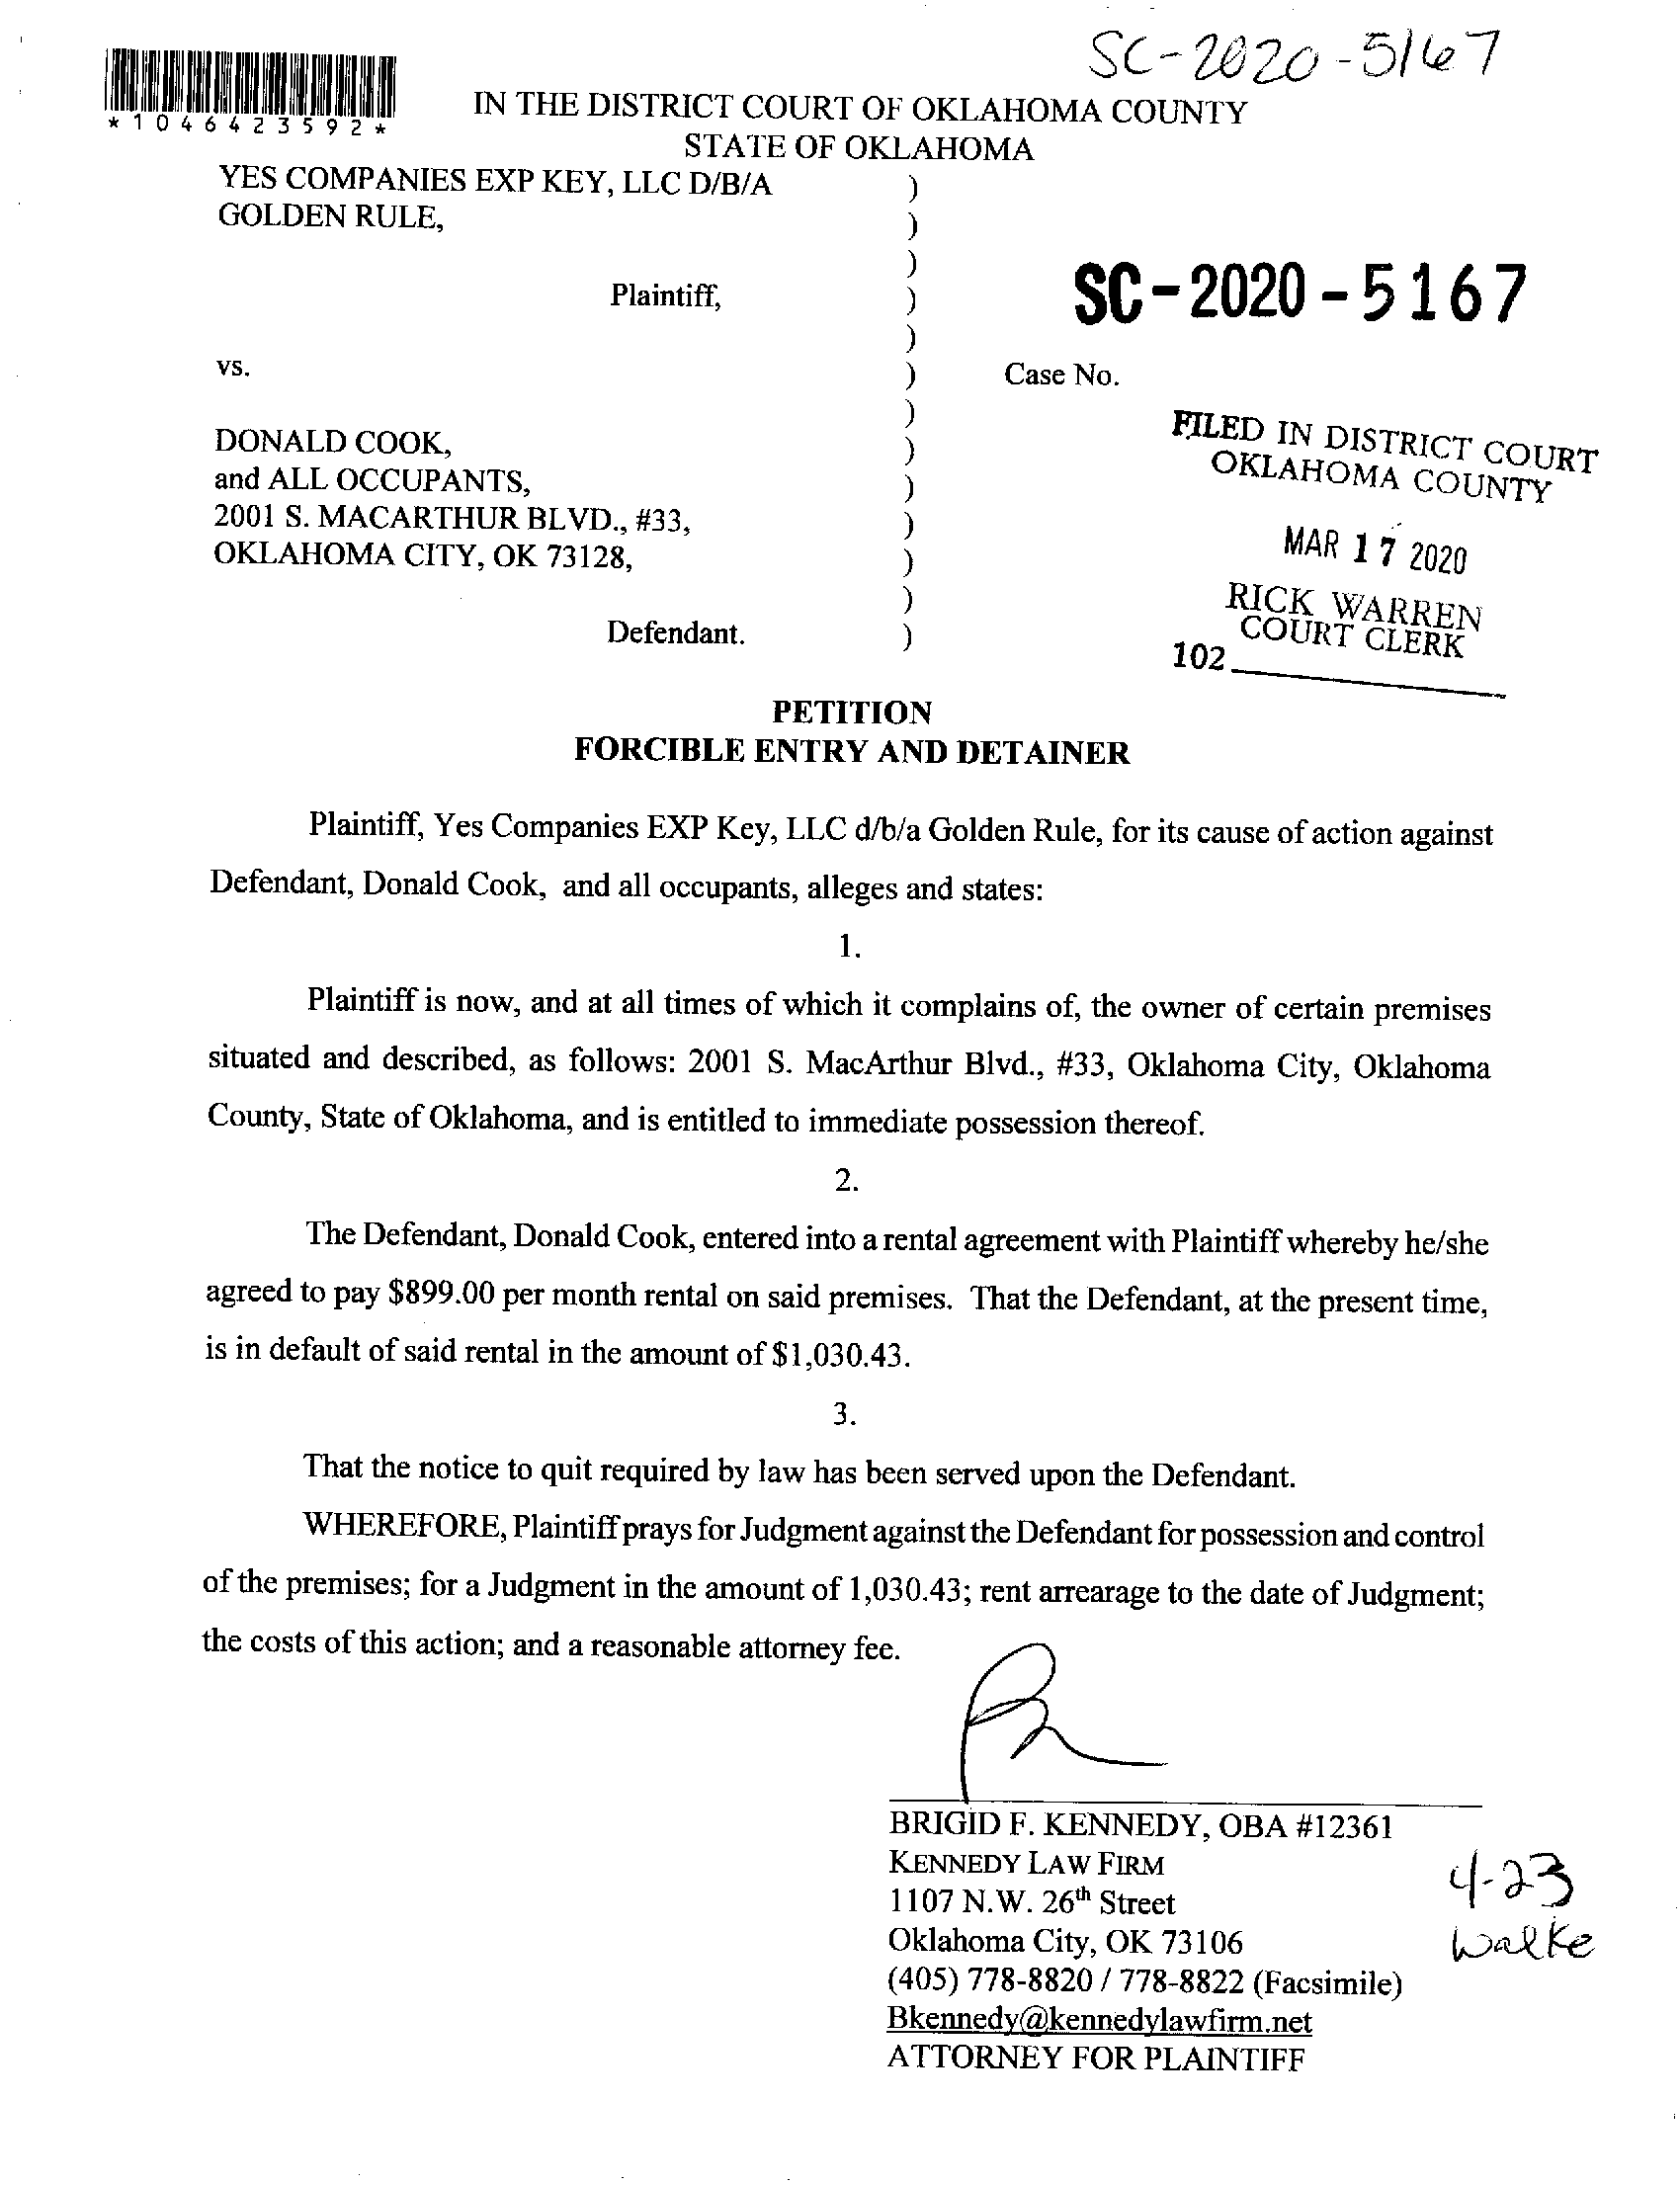 SC-2020-5167
*1046423592*
IN THE DISTRICT COURT OF OKLAHOMA COUNTY
STATE OF OKLAHOMA
YES COMPANIES EXP KEY, LLC D/B/A )
GOLDEN RULE, )
)
Plaintiff, )
SC-2020-5167
)
vs. ) Case No.
)
DONALD COOK, )
and ALL OCCUPANTS, )
2001 S. MACARTHUR BLVD., #33, )
OKLAHOMA CITY, OK 73128, )
)
Defendant. )
FILED IN DISTRICT COURT
OKLAHOMA COUNTY
MAR 17 2020
RICK WARREN
COURT CLERK
102
PETITION
FORCIBLE ENTRY AND DETAINER
Plaintiff, Yes Companies EXP Key, LLC d/b/a Golden Rule, for its cause of action against
Defendant, Donald Cook, and all occupants, alleges and states:
1.
Plaintiff is now, and at all times of which it complains of, the owner of certain premises
situated and described, as follows: 2001 S. MacArthur Blvd., #33, Oklahoma City, Oklahoma
County, State of Oklahoma, and is entitled to immediate possession thereof.
2.
The Defendant, Donald Cook, entered into a rental agreement with Plaintiff whereby he/she
agreed to pay $899.00 per month rental on said premises. That the Defendant, at the present time,
is in default of said rental in the amount of $1,030.43.
3.
That the notice to quit required by law has been served upon the Defendant.
WHEREFORE, Plaintiff prays for Judgment against the Defendant for possession and control
of the premises; for a Judgment in the amount of 1,030.43; rent arrearage to the date of Judgment;
the costs of this action; and a reasonable attorney fee.
BRIGID F. KENNEDY, OBA #12361
KENNEDY LAW FIRM
1107 N.W. 26th Street
Oklahoma City, OK 73106
(405) 778-8820 / 778-8822 (Facsimile)
Bkennedy@kennedylawfirm.net
ATTORNEY FOR PLAINTIFF
4-23
Walke